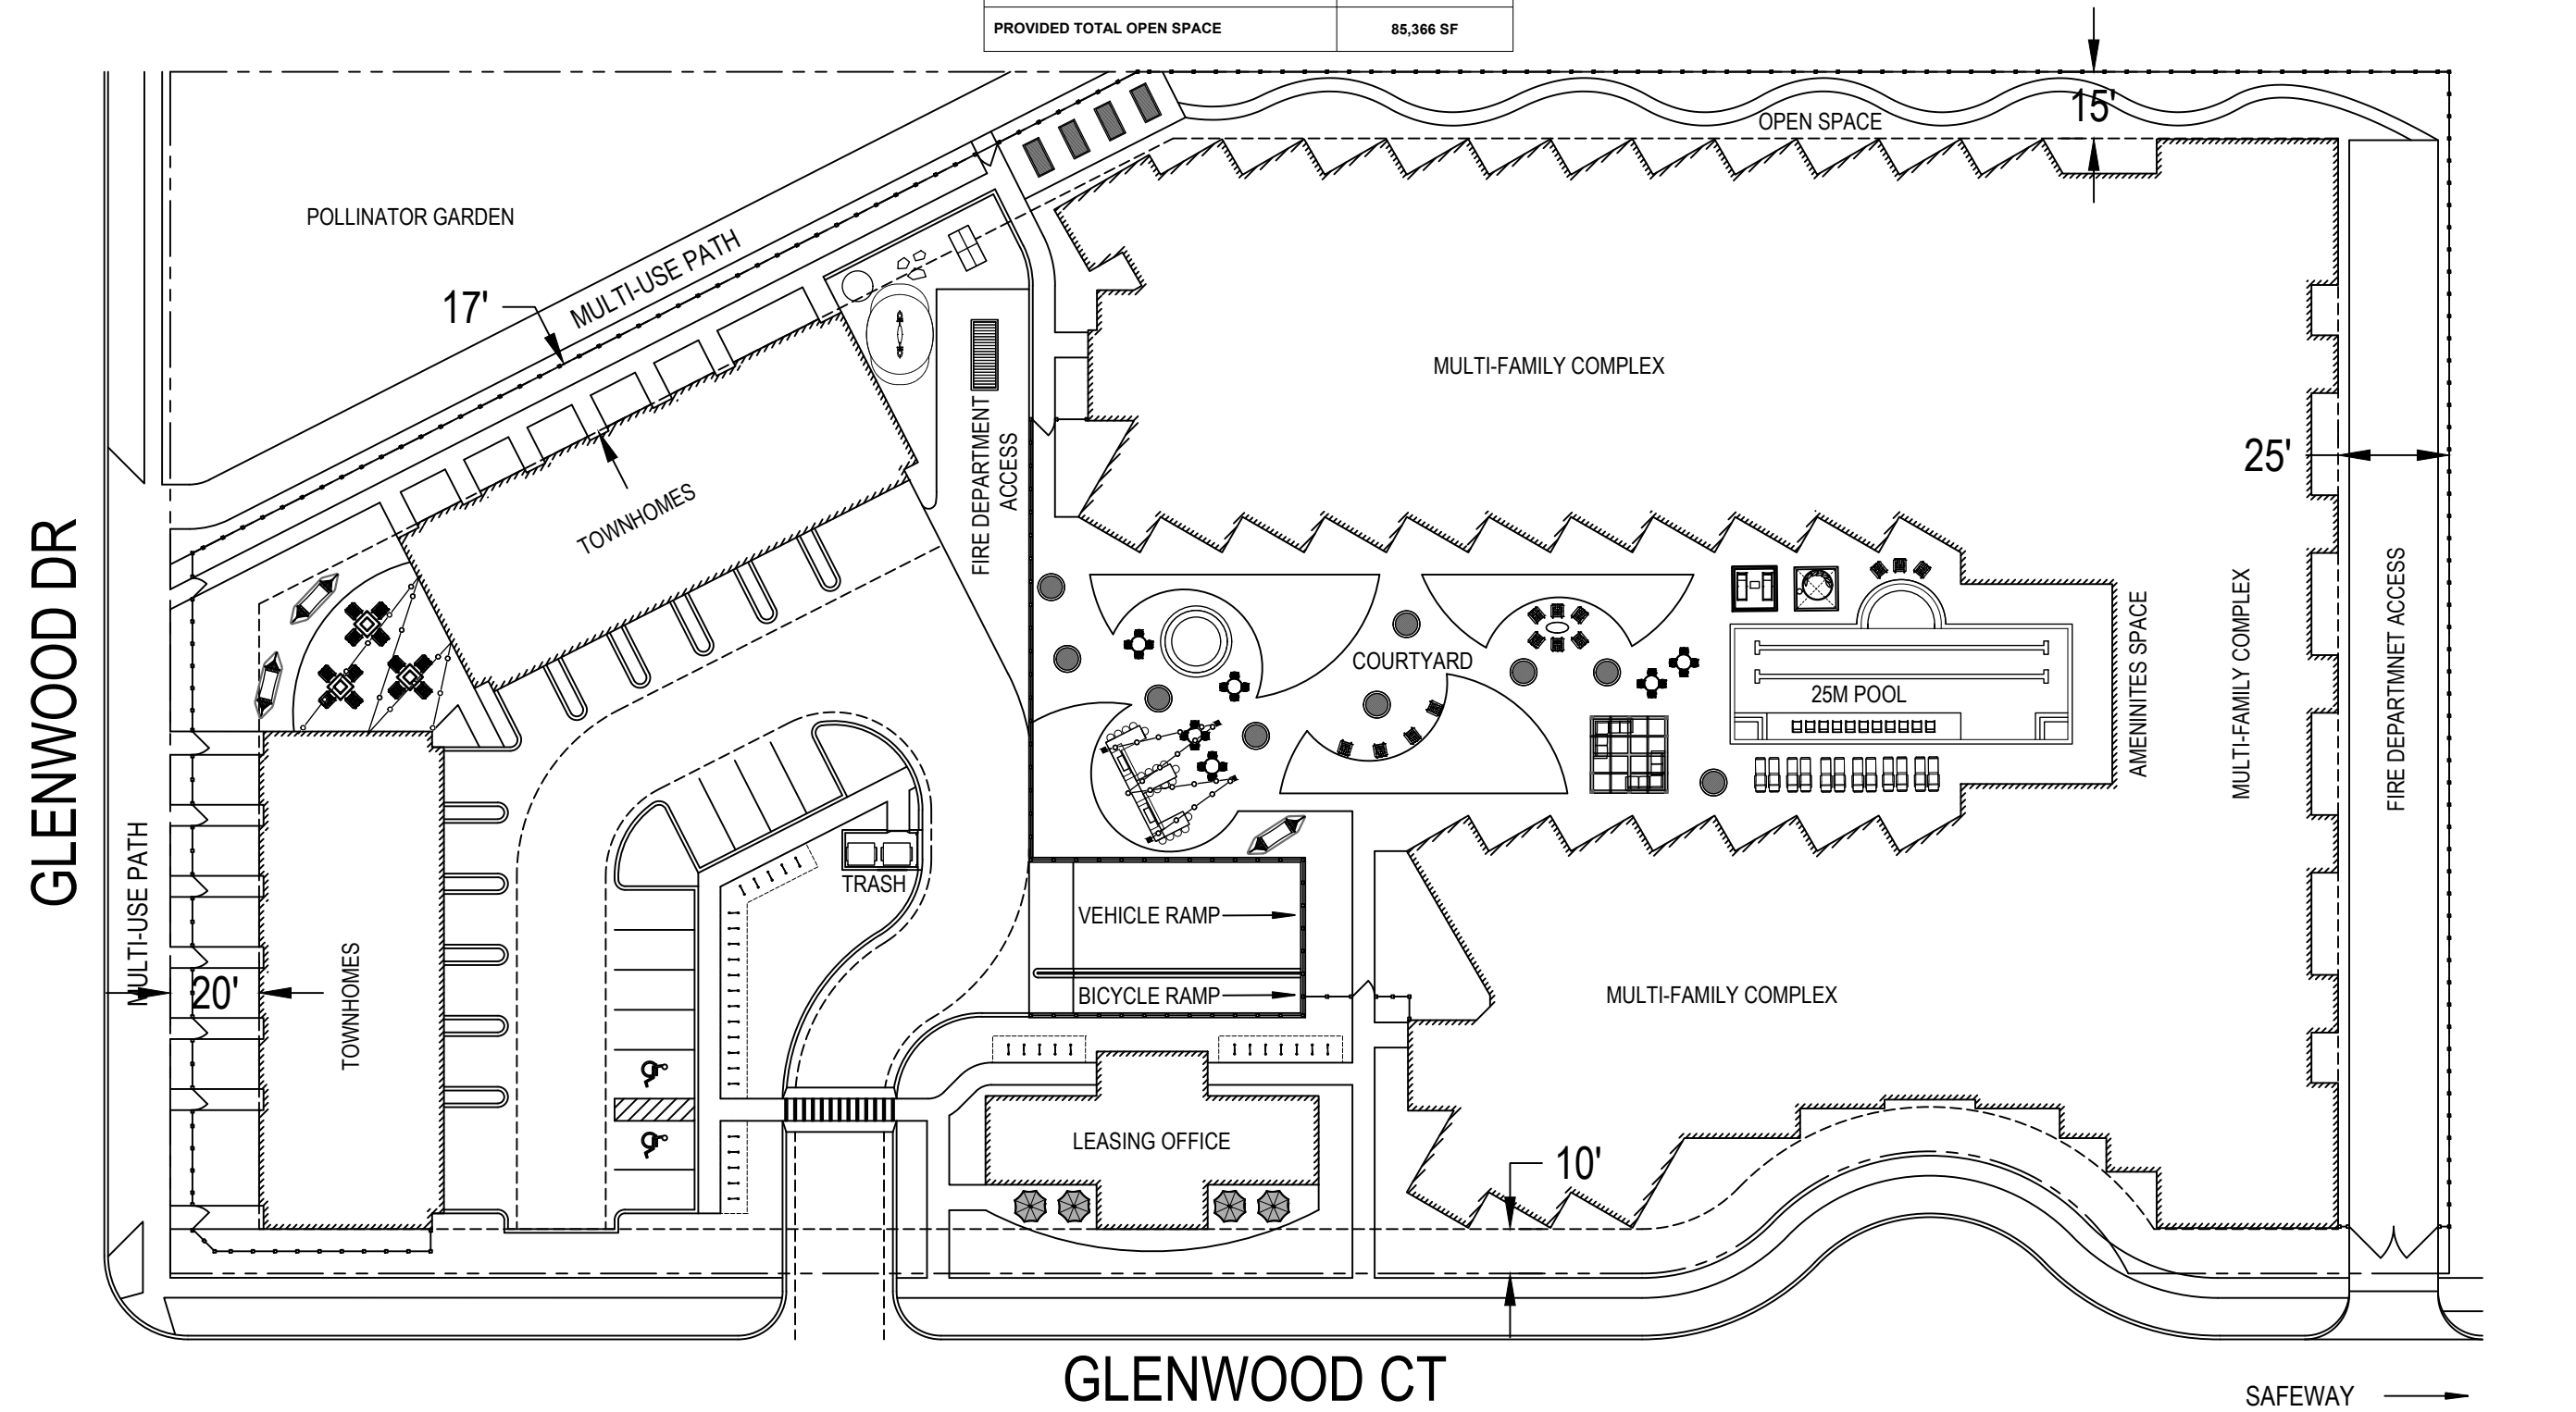 PROVIDED TOTAL OPEN SPACE 85,366 SF
15'
OPEN SPACE
POLLINATOR GARDEN
MULTI-USE PATH
17'
MULTI-FAMILY COMPLEX
FIRE DEPARTMENT
ACCESS
25'
TOWNHOMES
GLENWOOD DR
COURTYARD
25M POOL
AMENINITES SPACE
MULTI-FAMILY COMPLEX
FIRE DEPARTMNET ACCESS
MULTI-USE PATH
TRASH
VEHICLE RAMP
20'
TOWNHOMES
BICYCLE RAMP
MULTI-FAMILY COMPLEX
LEASING OFFICE
10'
GLENWOOD CT
SAFEWAY